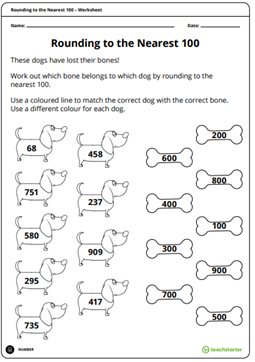 Rounding to the Nearest 100 – Worksheet
Name: Date:
Rounding to the Nearest 100
These dogs have lost their bones!
Work out which bone belongs to which dog by rounding to the
nearest 100.
Use a coloured line to match the correct dog with the correct bone.
Use a different colour for each dog.
68
458
600
200
751
237
400
800
580
909
300
100
295
417
700
900
735
500
NUMBER
teachstarter